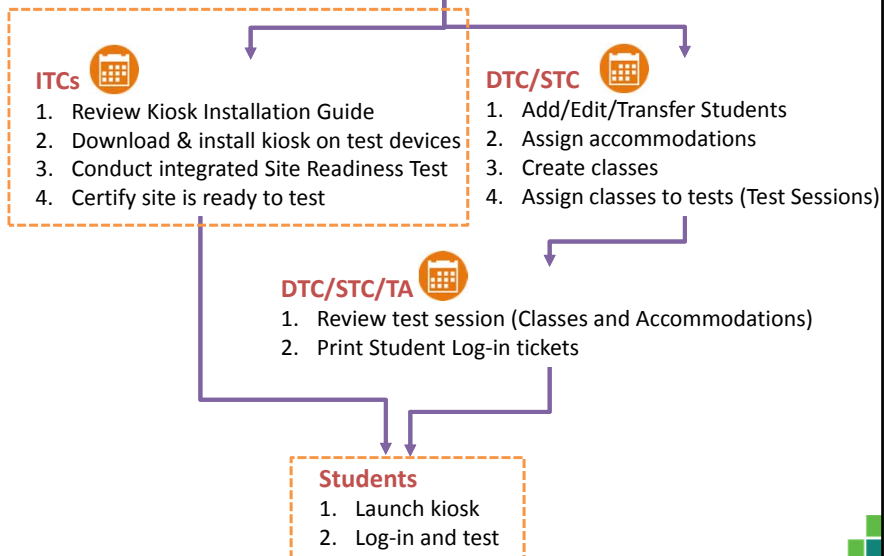 ITCs
1. Review Kiosk Installation Guide
2. Download & install kiosk on test devices
3. Conduct integrated Site Readiness Test
4. Certify site is ready to test
DTC/STC
1. Add/Edit/Transfer Students
2. Assign accommodations
3. Create classes
4. Assign classes to tests (Test Sessions)
DTC/STC/TA
1. Review test session (Classes and Accommodations)
2. Print Student Log-in tickets
Students
1. Launch kiosk
2. Log-in and test